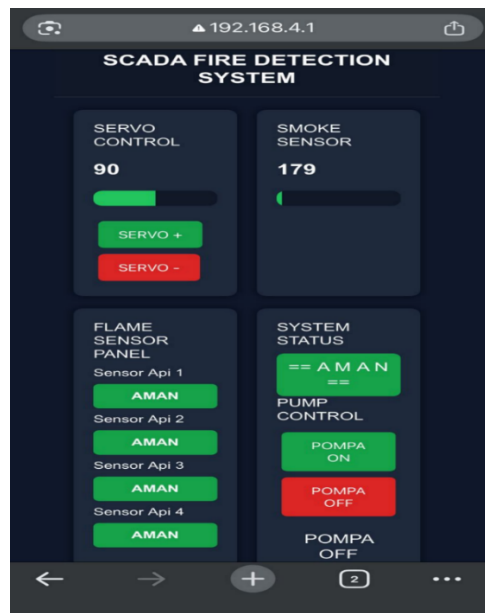 192.168.4.1
SCADA FIRE DETECTION
SYSTEM
SERVO
CONTROL
90
SERVO +
SERVO -
SMOKE
SENSOR
179
FLAME
SENSOR
PANEL
Sensor Api 1
AMAN
Sensor Api 2
AMAN
Sensor Api 3
AMAN
Sensor Api 4
AMAN
SYSTEM
STATUS
== A M A N
==
PUMP
CONTROL
POMPA
ON
POMPA
OFF
POMPA
OFF
2